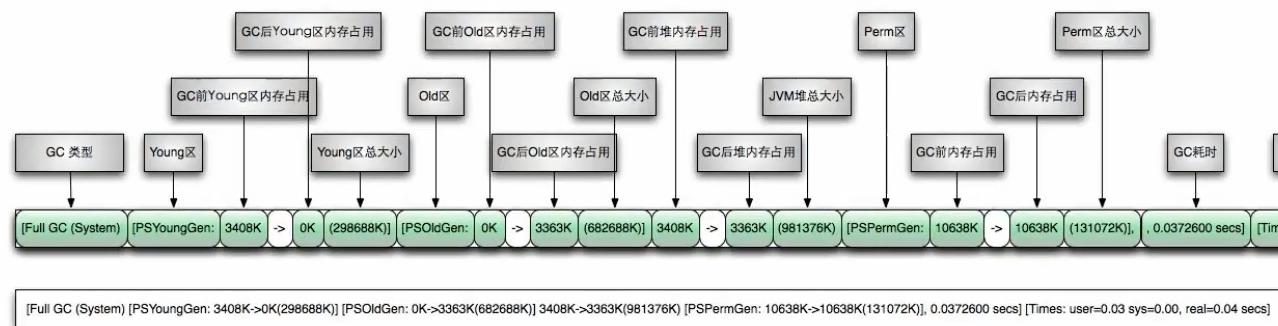 GC后Young区内存占用 GC前Old区内存占用 GC前堆内存占用 Perm区 Perm区总大小
GC前Young区内存占用 Old区 Old区总大小 JVM堆总大小 GC后内存占用
GC 类型 Young区 Young区总大小 GC后Old区内存占用 GC后堆内存占用 GC前内存占用 GC耗时
[Full GC (System) [PSYoungGen: 3408K -> 0K (298688K)] [PSOldGen: 0K -> 3363K (682688K)] 3408K -> 3363K (981376K) [PSPermGen: 10638K -> 10638K (131072K)], , 0.0372600 secs] [Tim
[Full GC (System) [PSYoungGen: 3408K->0K(298688K)] [PSOldGen: 0K->3363K(682688K)] 3408K->3363K(981376K) [PSPermGen: 10638K->10638K(131072K)], 0.0372600 secs] [Times: user=0.03 sys=0.00, real=0.04 secs]